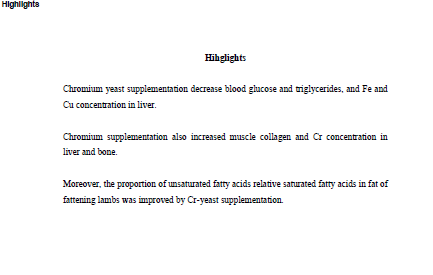 Highlights
Hihglights
Chromium yeast supplementation decrease blood glucose and triglycerides, and Fe and
Cu concentration in liver.
Chromium supplementation also increased muscle collagen and Cr concentration in
liver and bone.
Moreover, the proportion of unsaturated fatty acids relative saturated fatty acids in fat of
fattening lambs was improved by Cr-yeast supplementation.